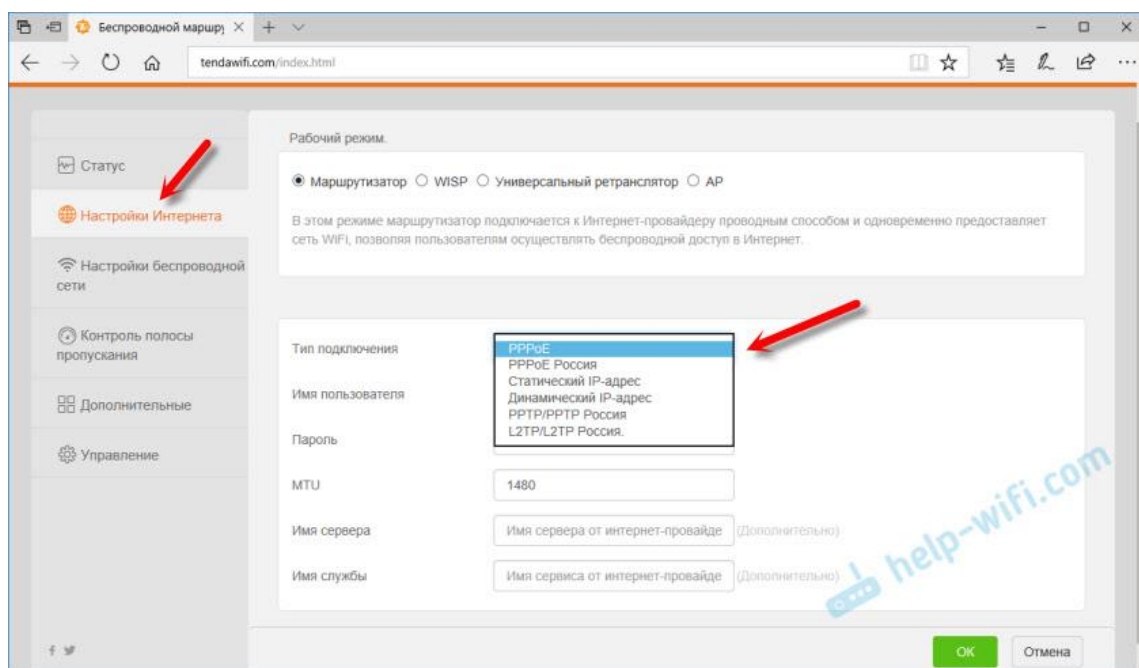 Беспроводной маршру
tendawifi.com/index.html
Статус
Настройки Интернета
Настройки беспроводной
сети
Контроль полосы
пропускания
Дополнительные
Управление
Рабочий режим.
Маршрутизатор WISP Универсальный ретранслятор AP
В этом режиме маршрутизатор подключается к Интернет-провайдеру проводным способом и одновременно предоставляет
сеть WiFi, позволяя пользователям осуществлять беспроводной доступ в Интернет.
Тип подключения
PPPoE
PPPoE Россия
Статический IP-адрес
Динамический IP-адрес
PPTP/PPTP Россия
L2TP/L2TP Россия.
Имя пользователя
Пароль
MTU 1480
Имя сервера Имя сервера от интернет-провайде (Дополнительно)
Имя службы Имя сервиса от интернет-провайде (Дополнительно)
help-wifi.com
OK Отмена